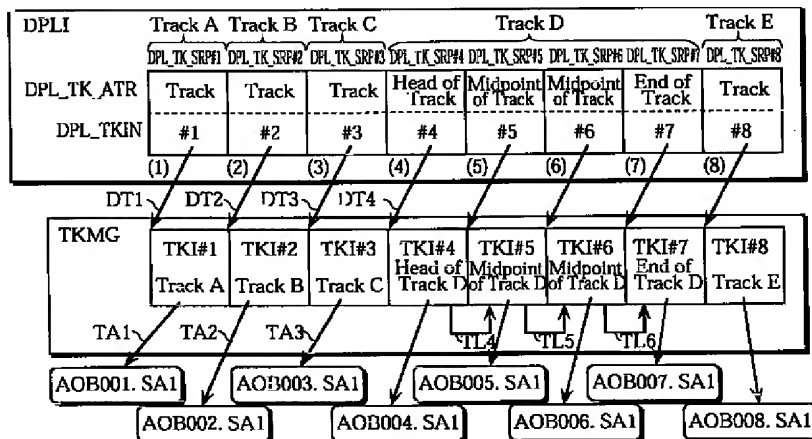 DPLI
Track A Track B Track C Track D Track E
DPL_TK_SRP#1 DPL_TK_SRP#2 DPL_TK_SRP#3 DPL_TK_SRP#4 DPL_TK_SRP#5 DPL_TK_SRP#6 DPL_TK_SRP#7 DPL_TK_SRP#8
DPL_TK_ATR Track Track Track Head of Track Midpoint of Track Midpoint of Track End of Track Track
DPL_TKIN #1 #2 #3 #4 #5 #6 #7 #8
(1) (2) (3) (4) (5) (6) (7) (8)
DT1 DT2 DT3 DT4
TKMG
TKI#1 TKI#2 TKI#3 TKI#4 TKI#5 TKI#6 TKI#7 TKI#8
Track A Track B Track C Head of Track D Midpoint of Track D Midpoint of Track D End of Track D Track E
TA1 TA2 TA3 TL4 TL5 TL6
AOB001. SA1 AOB003. SA1 AOB005. SA1 AOB007. SA1
AOB002. SA1 AOB004. SA1 AOB006. SA1 AOB008. SA1